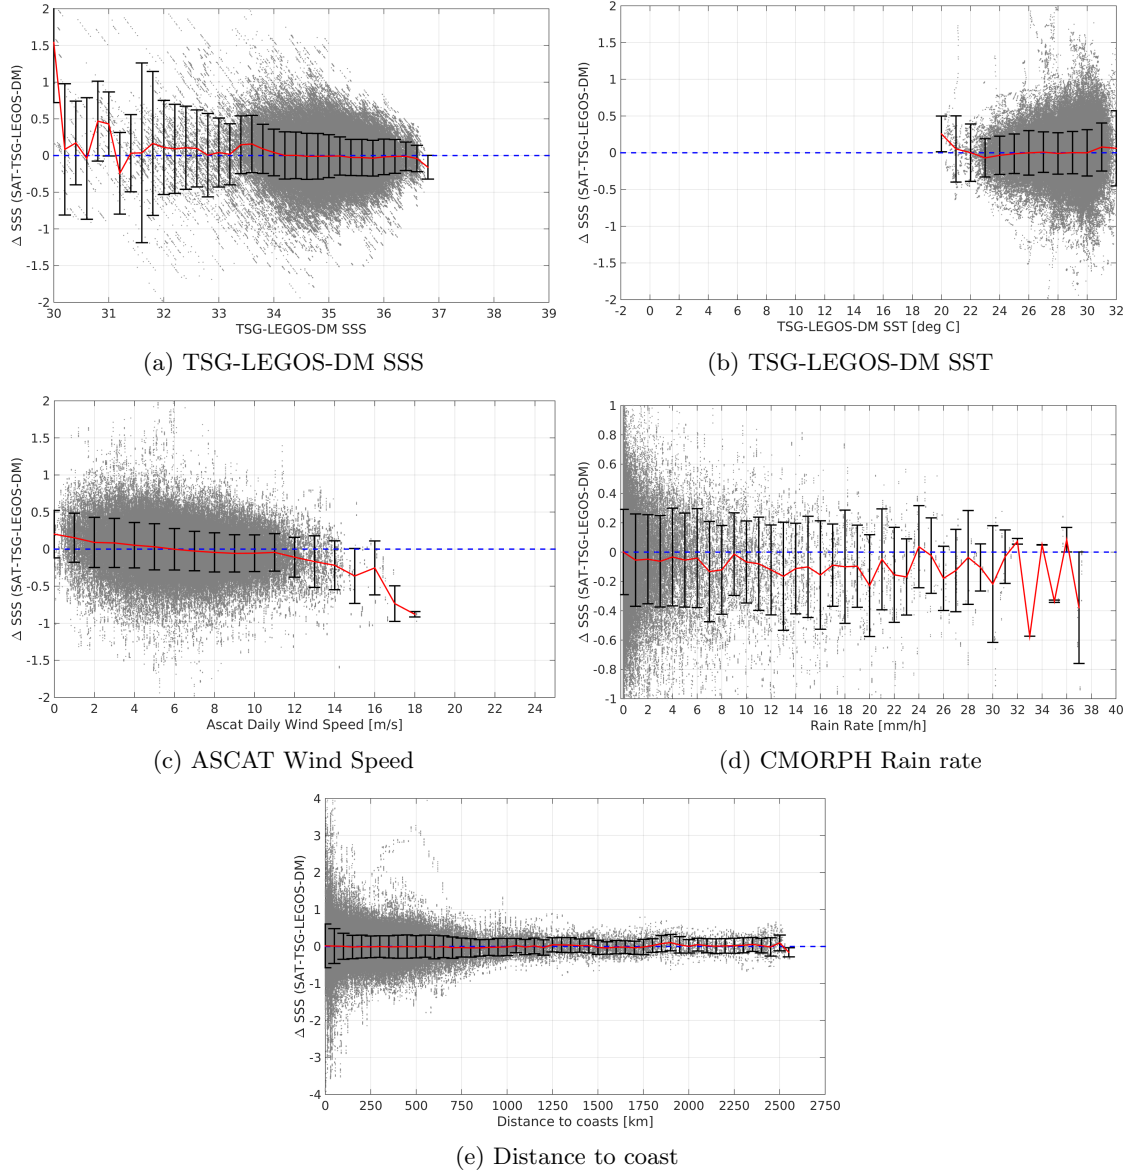 2
1.5
1
0.5
0
-0.5
-1
-1.5
-2
Δ SSS (SAT-TSG-LEGOS-DM)
30 31 32 33 34 35 36 37 38 39
TSG-LEGOS-DM SSS
(a) TSG-LEGOS-DM SSS
2
1.5
1
0.5
0
-0.5
-1
-1.5
-2
Δ SSS (SAT-TSG-LEGOS-DM)
-2 0 2 4 6 8 10 12 14 16 18 20 22 24 26 28 30 32
TSG-LEGOS-DM SST [deg C]
(b) TSG-LEGOS-DM SST
2
1.5
1
0.5
0
-0.5
-1
-1.5
-2
Δ SSS (SAT-TSG-LEGOS-DM)
0 2 4 6 8 10 12 14 16 18 20 22 24
Ascat Daily Wind Speed [m/s]
(c) ASCAT Wind Speed
1
0.8
0.6
0.4
0.2
0
-0.2
-0.4
-0.6
-0.8
-1
Δ SSS (SAT-TSG-LEGOS-DM)
0 2 4 6 8 10 12 14 16 18 20 22 24 26 28 30 32 34 36 38 40
Rain Rate [mm/h]
(d) CMORPH Rain rate
4
3
2
1
0
-1
-2
-3
-4
Δ SSS (SAT-TSG-LEGOS-DM)
0 250 500 750 1000 1250 1500 1750 2000 2250 2500 2750
Distance to coasts [km]
(e) Distance to coast